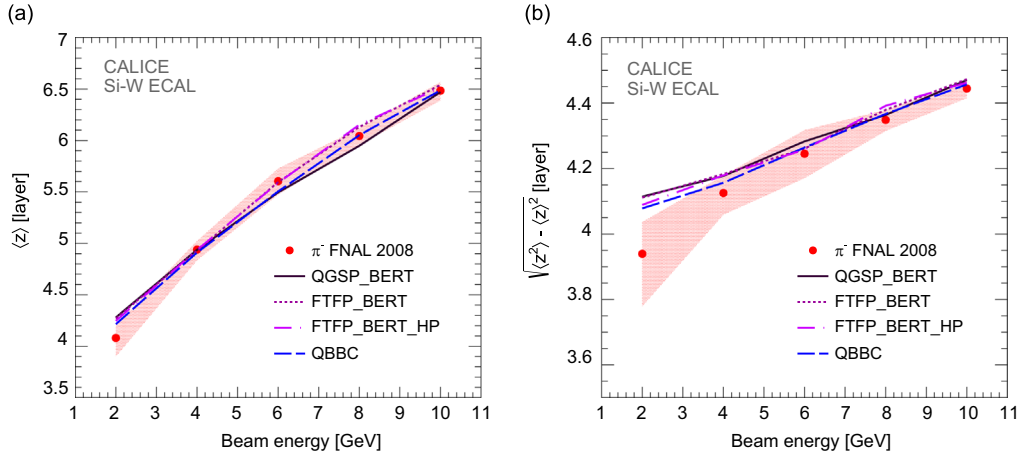 (a)
CALICE
Si-W ECAL
⟨z⟩ [layer]
7
6.5
6
5.5
5
4.5
4
3.5
π⁻ FNAL 2008
QGSP_BERT
FTFP_BERT
FTFP_BERT_HP
QBBC
1 2 3 4 5 6 7 8 9 10 11
Beam energy [GeV]
(b)
CALICE
Si-W ECAL
√⟨z²⟩ - ⟨z⟩² [layer]
4.6
4.4
4.2
4
3.8
3.6
π⁻ FNAL 2008
QGSP_BERT
FTFP_BERT
FTFP_BERT_HP
QBBC
1 2 3 4 5 6 7 8 9 10 11
Beam energy [GeV]